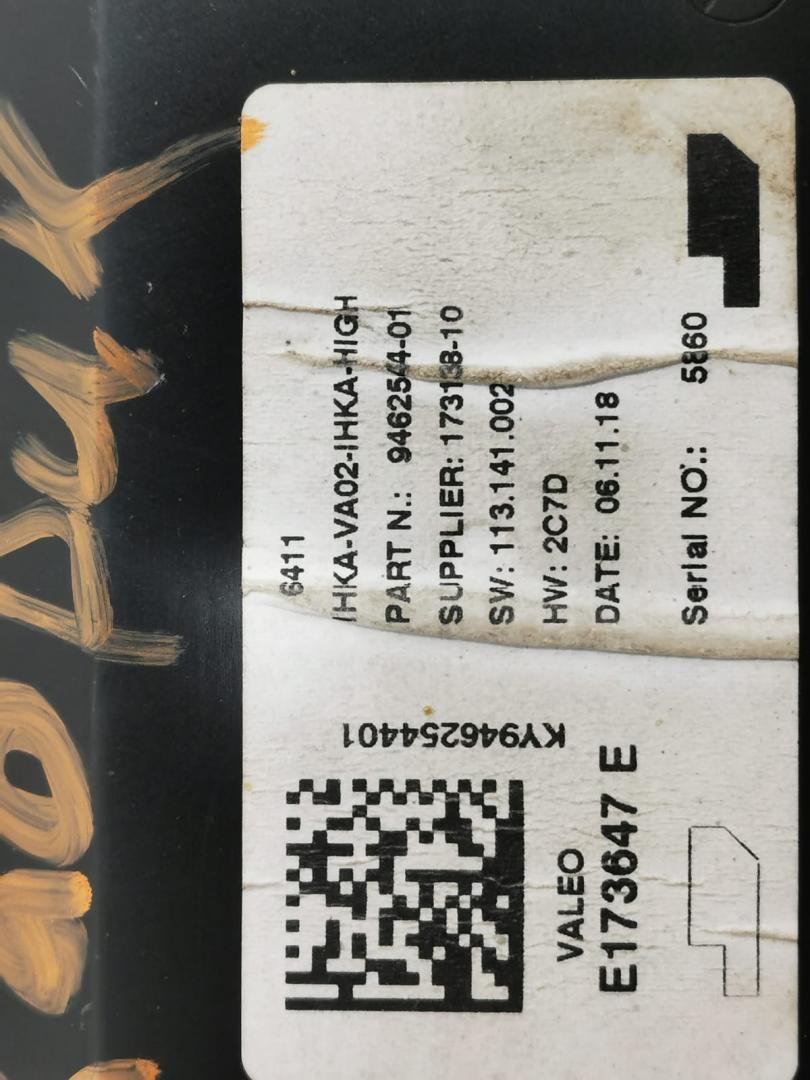 6411
IHKA-VA02-IHKA-HIGH
PART N.: 9462544-01
SUPPLIER: 173138-10
SW: 113.141.002
HW: 2C7D
DATE: 06.11.18
Serial NO.: 5860
KY946254401
VALEO
E173647 E